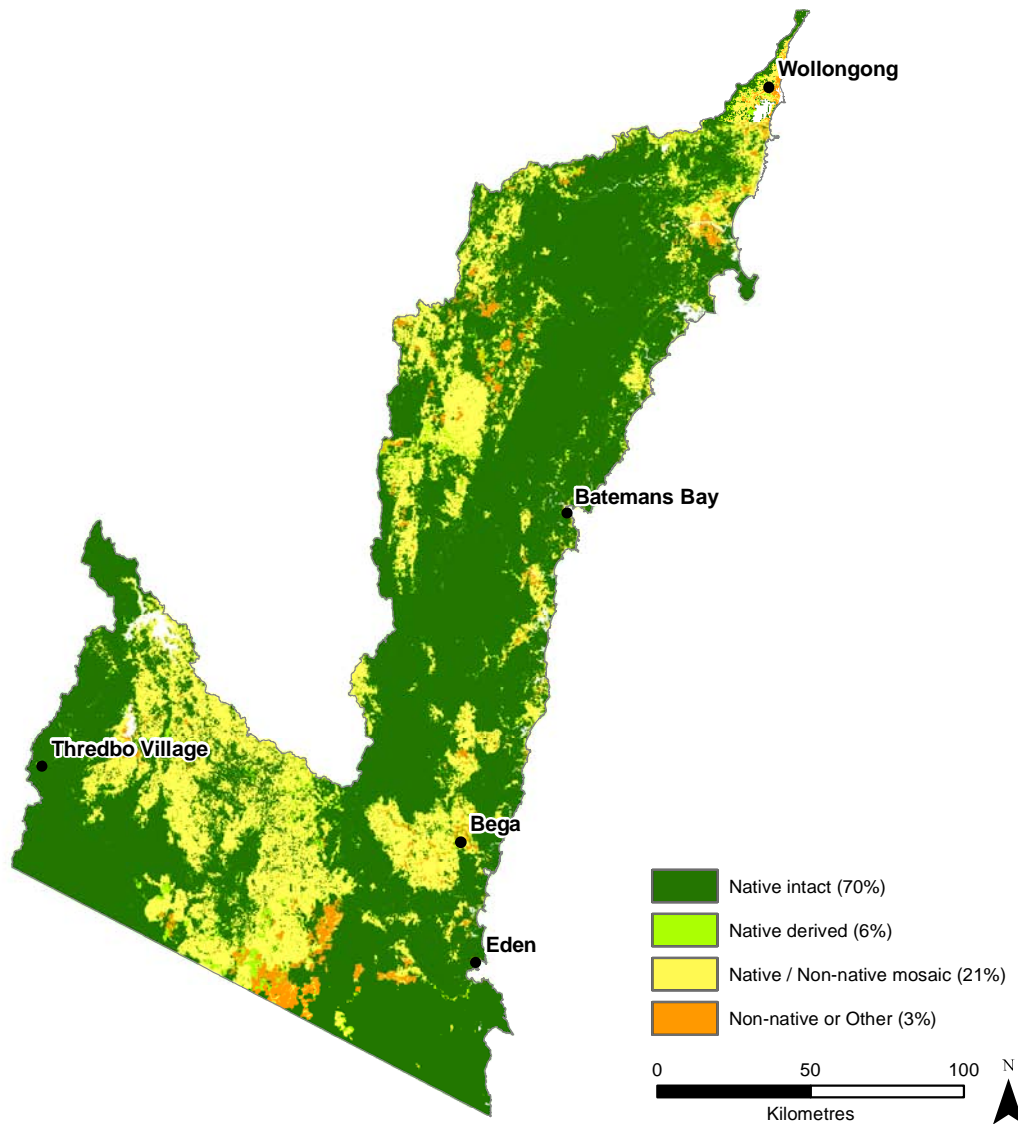 Wollongong
Batemans Bay
Thredbo Village
Bega
Eden
Native intact (70%)
Native derived (6%)
Native / Non-native mosaic (21%)
Non-native or Other (3%)
0 50 100
Kilometres
N